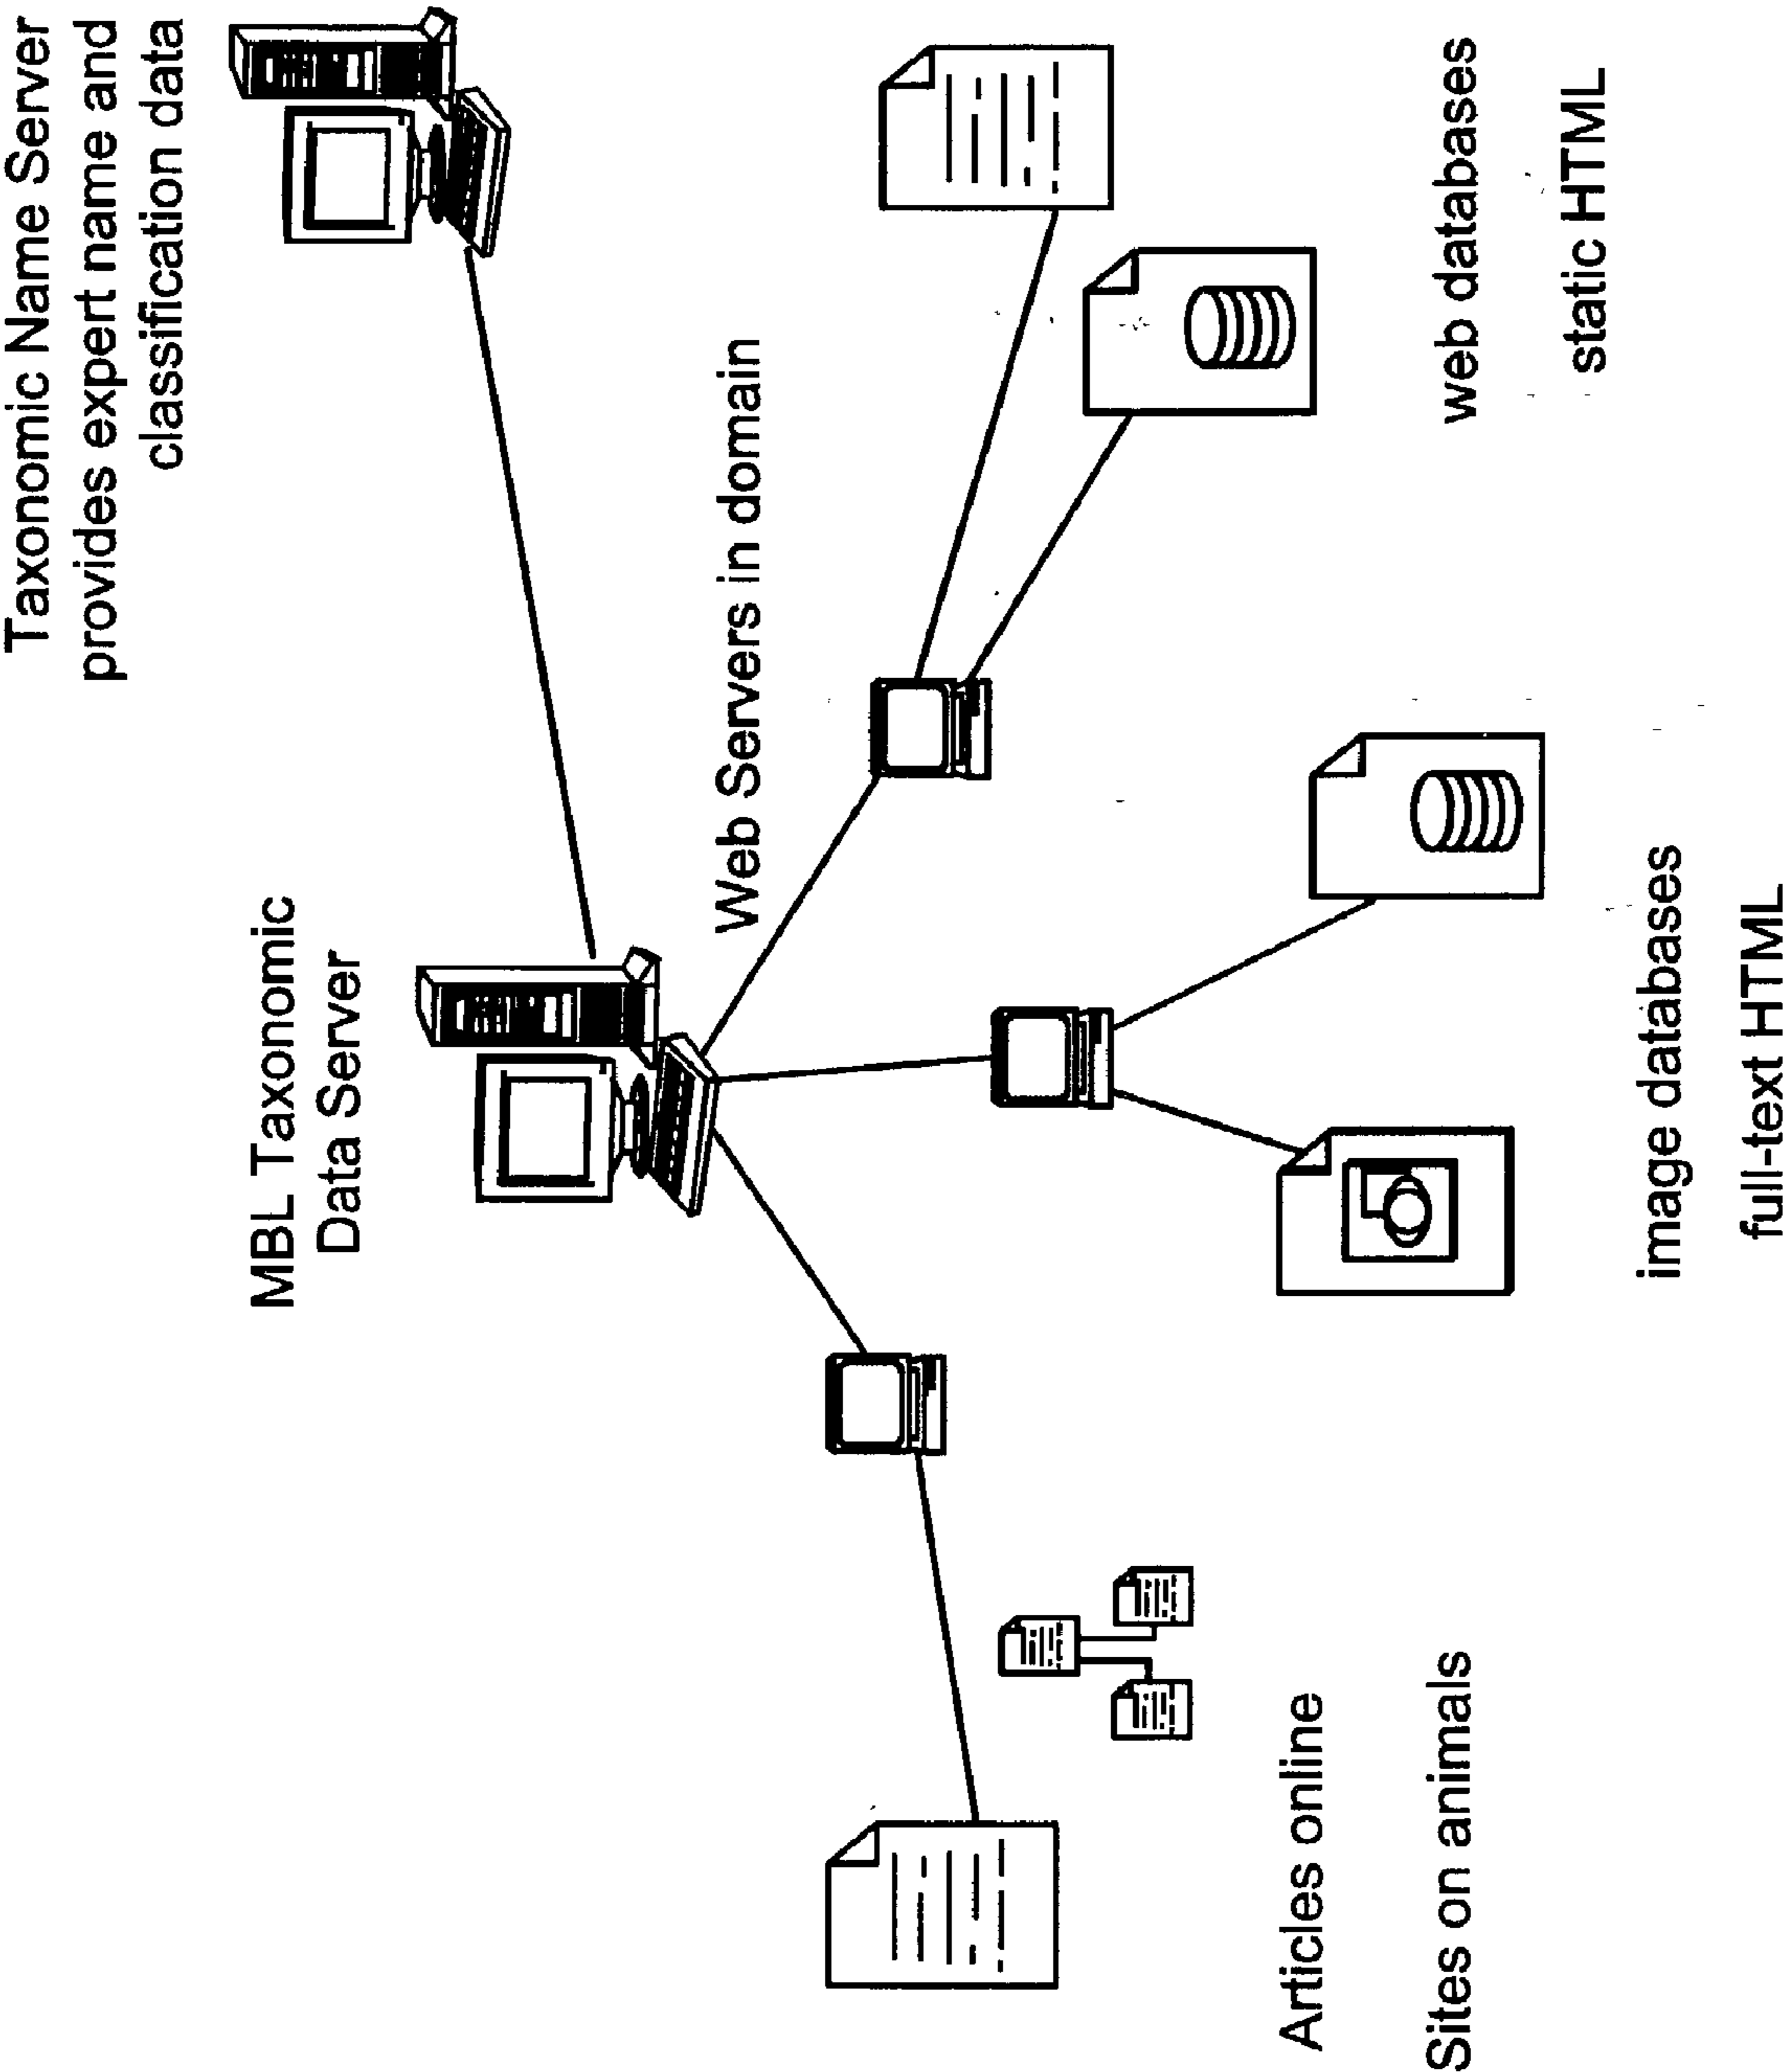 Taxonomic Name Server
provides expert name and
classification data
MBL Taxonomic
Data Server
Web Servers in domain
Articles online
Sites on animals
image databases
full-text HTML
web databases
static HTML